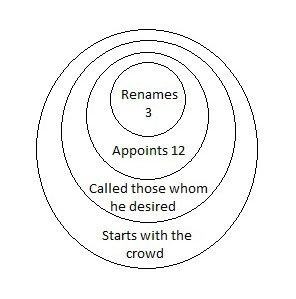 Renames
3
Appoints 12
Called those whom
he desired
Starts with the
crowd